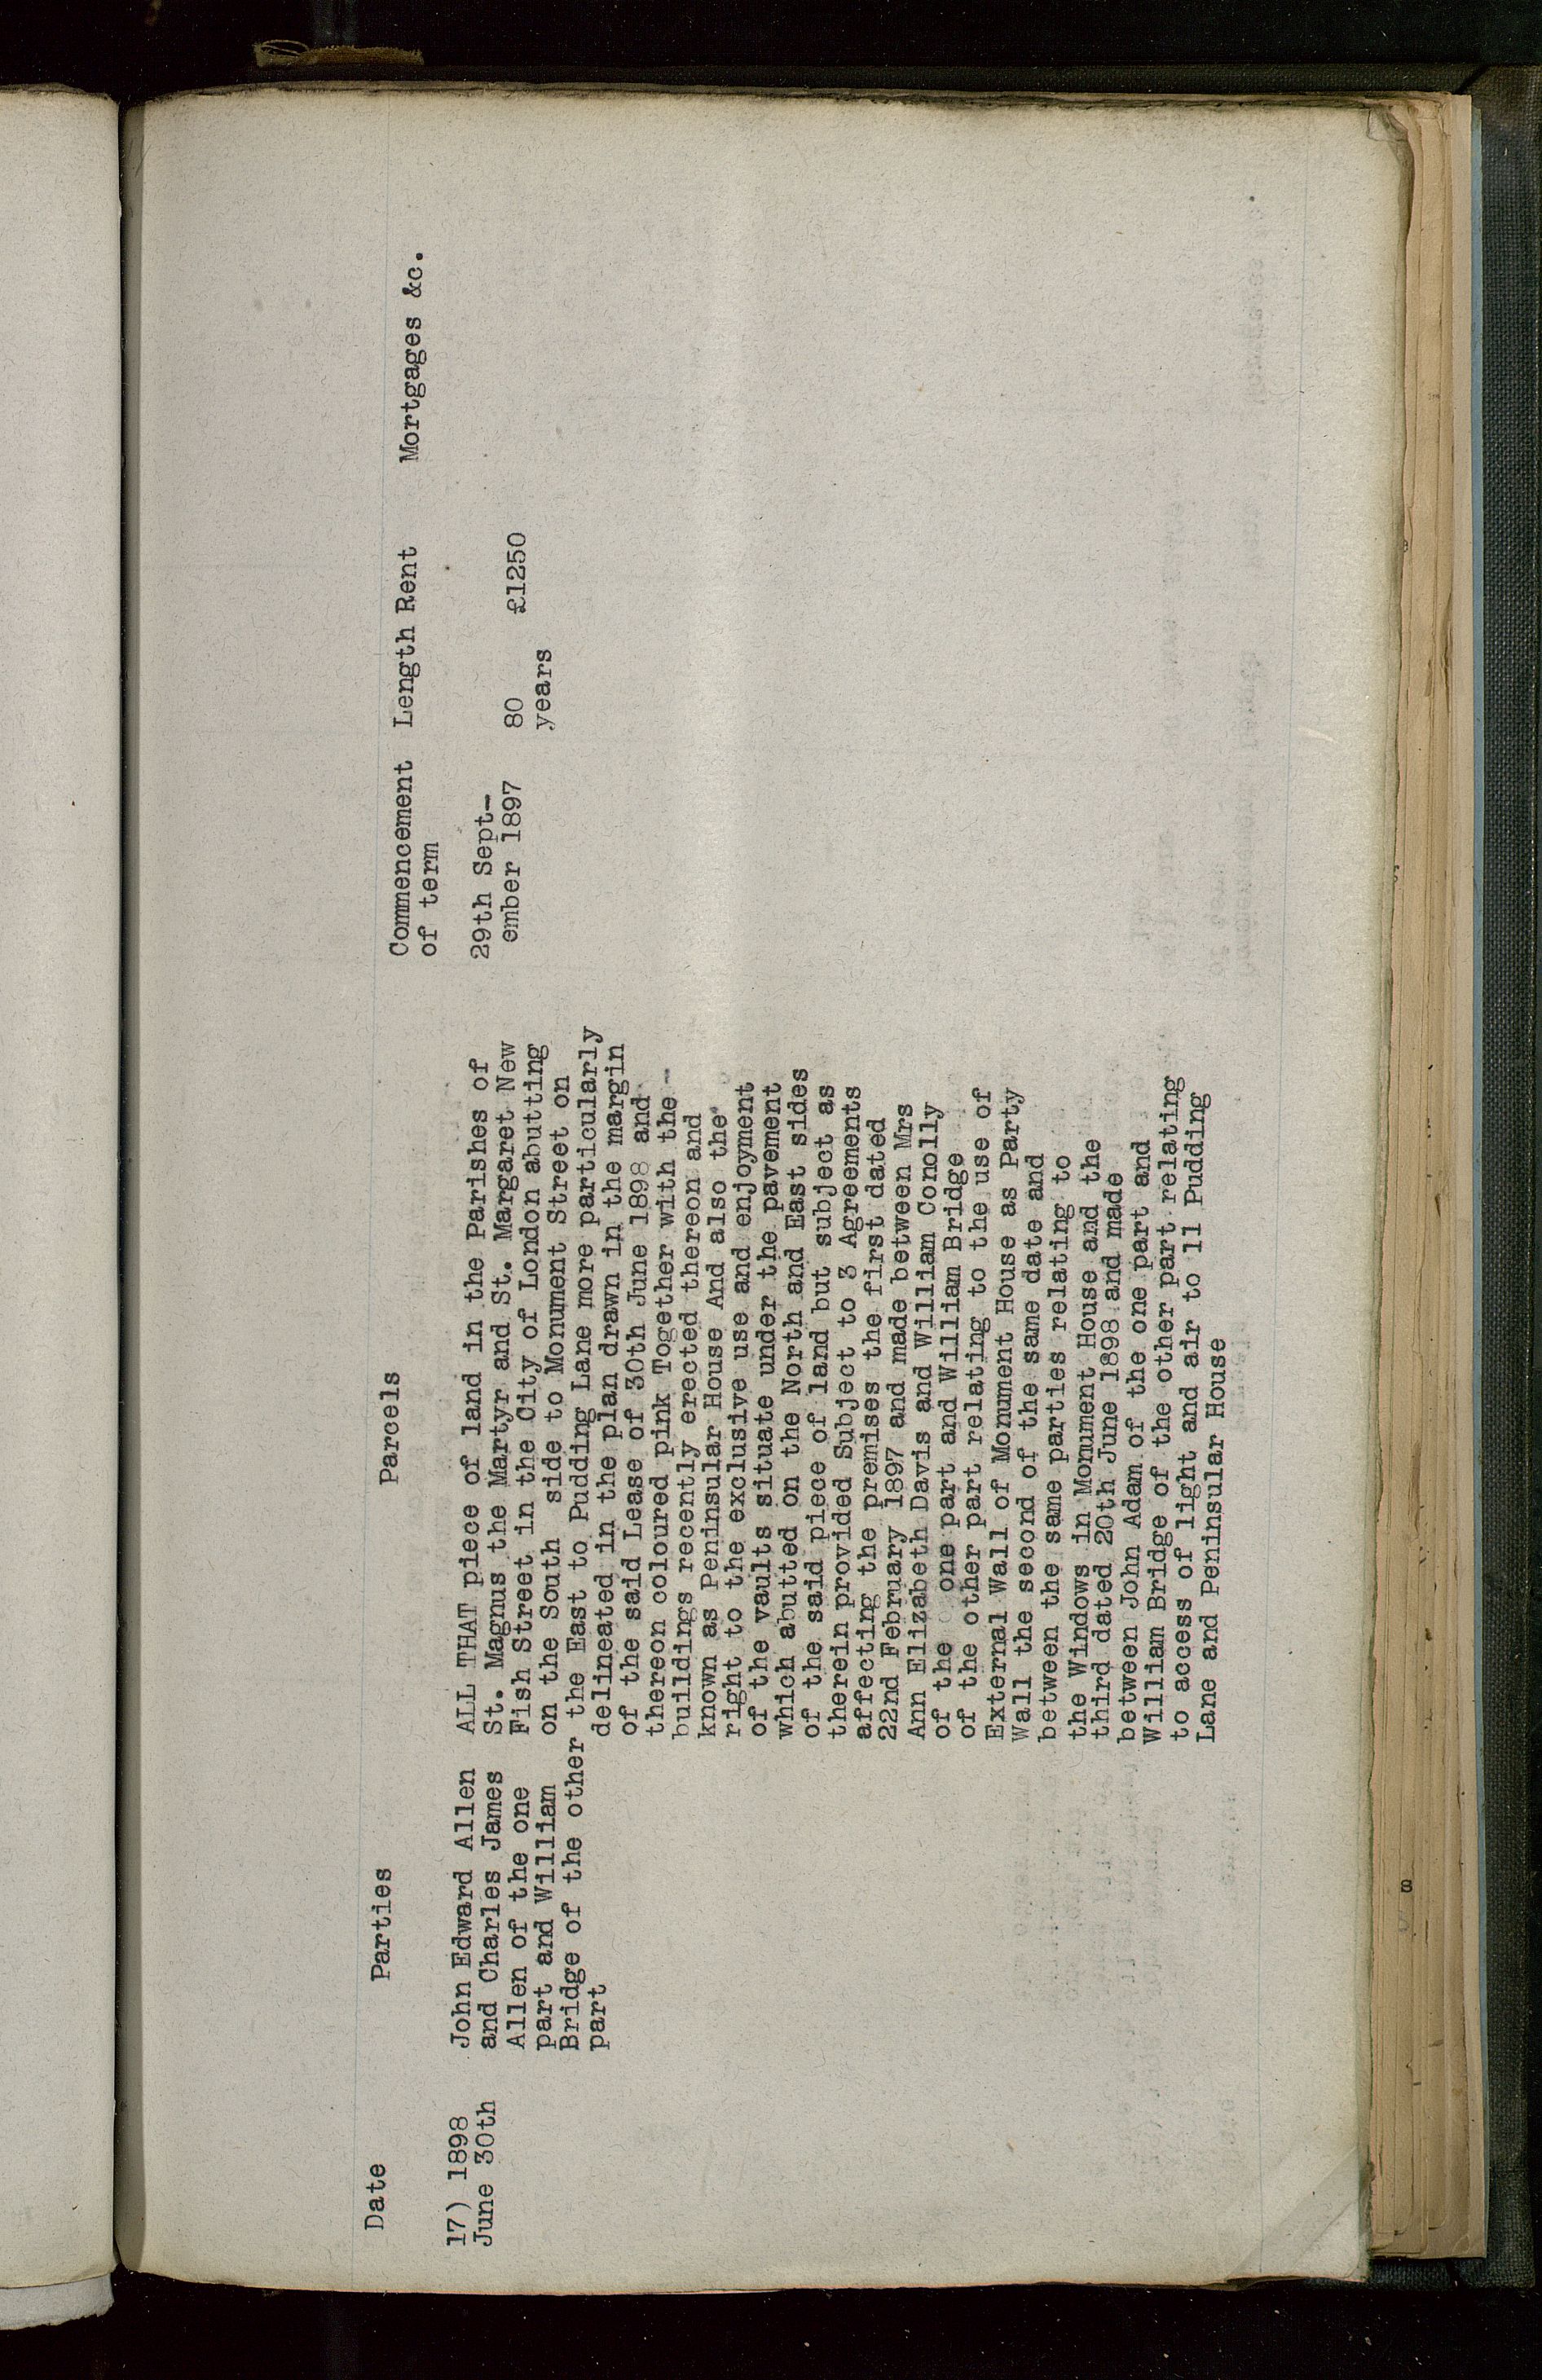 Date
Parties
Parcels
Commencement
of term
Length
Rent
Mortgages &c.
17) 1898
June 30th
John Edward Allen
and Charles James
Allen of the one
part and William
Bridge of the other
part
ALL THAT piece of land in the Parishes of
St. Magnus the Martyr and St. Margaret New
Fish Street in the City of London abutting
on the South side to Monument Street on
the East to Pudding Lane more particularly
delineated in the plan drawn in the margin
of the said Lease of 30th June 1898 and
thereon coloured pink Together with the -
buildings recently erected thereon and
known as Peninsular House And also the
right to the exclusive use and enjoyment
of the vaults situate under the pavement
which abutted on the North and East sides
of the said piece of land but subject as
therein provided Subject to 3 Agreements
affecting the premises the first dated
22nd February 1897 and made between Mrs
Ann Elizabeth Davis and William Conolly
of the one part and William Bridge
of the other part relating to the use of
External Wall of Monument House as Party
Wall the second of the same date and
between the same parties relating to
the Windows in Monument House and the
third dated 20th June 1898 and made
between John Adam of the one part and
William Bridge of the other part relating
to access of light and air to 11 Pudding
Lane and Peninsular House
29th Sept-
ember 1897
80
years
£1250
8